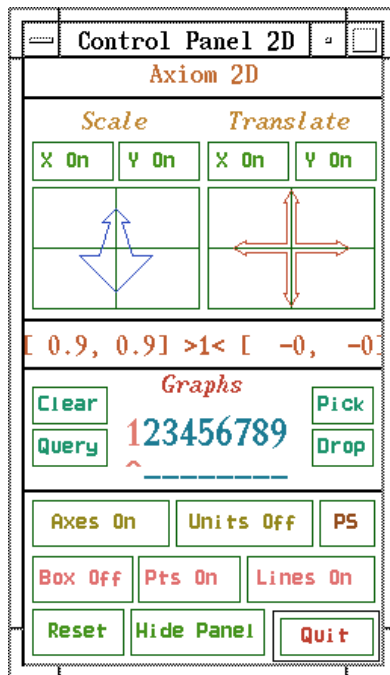 Control Panel 2D
Axiom 2D
Scale Translate
X On Y On X On Y On
[ 0.9, 0.9] >1< [ -0, -0]
Graphs
Clear Pick
123456789
Query Drop
^________
Axes On Units Off PS
Box Off Pts On Lines On
Reset Hide Panel Quit